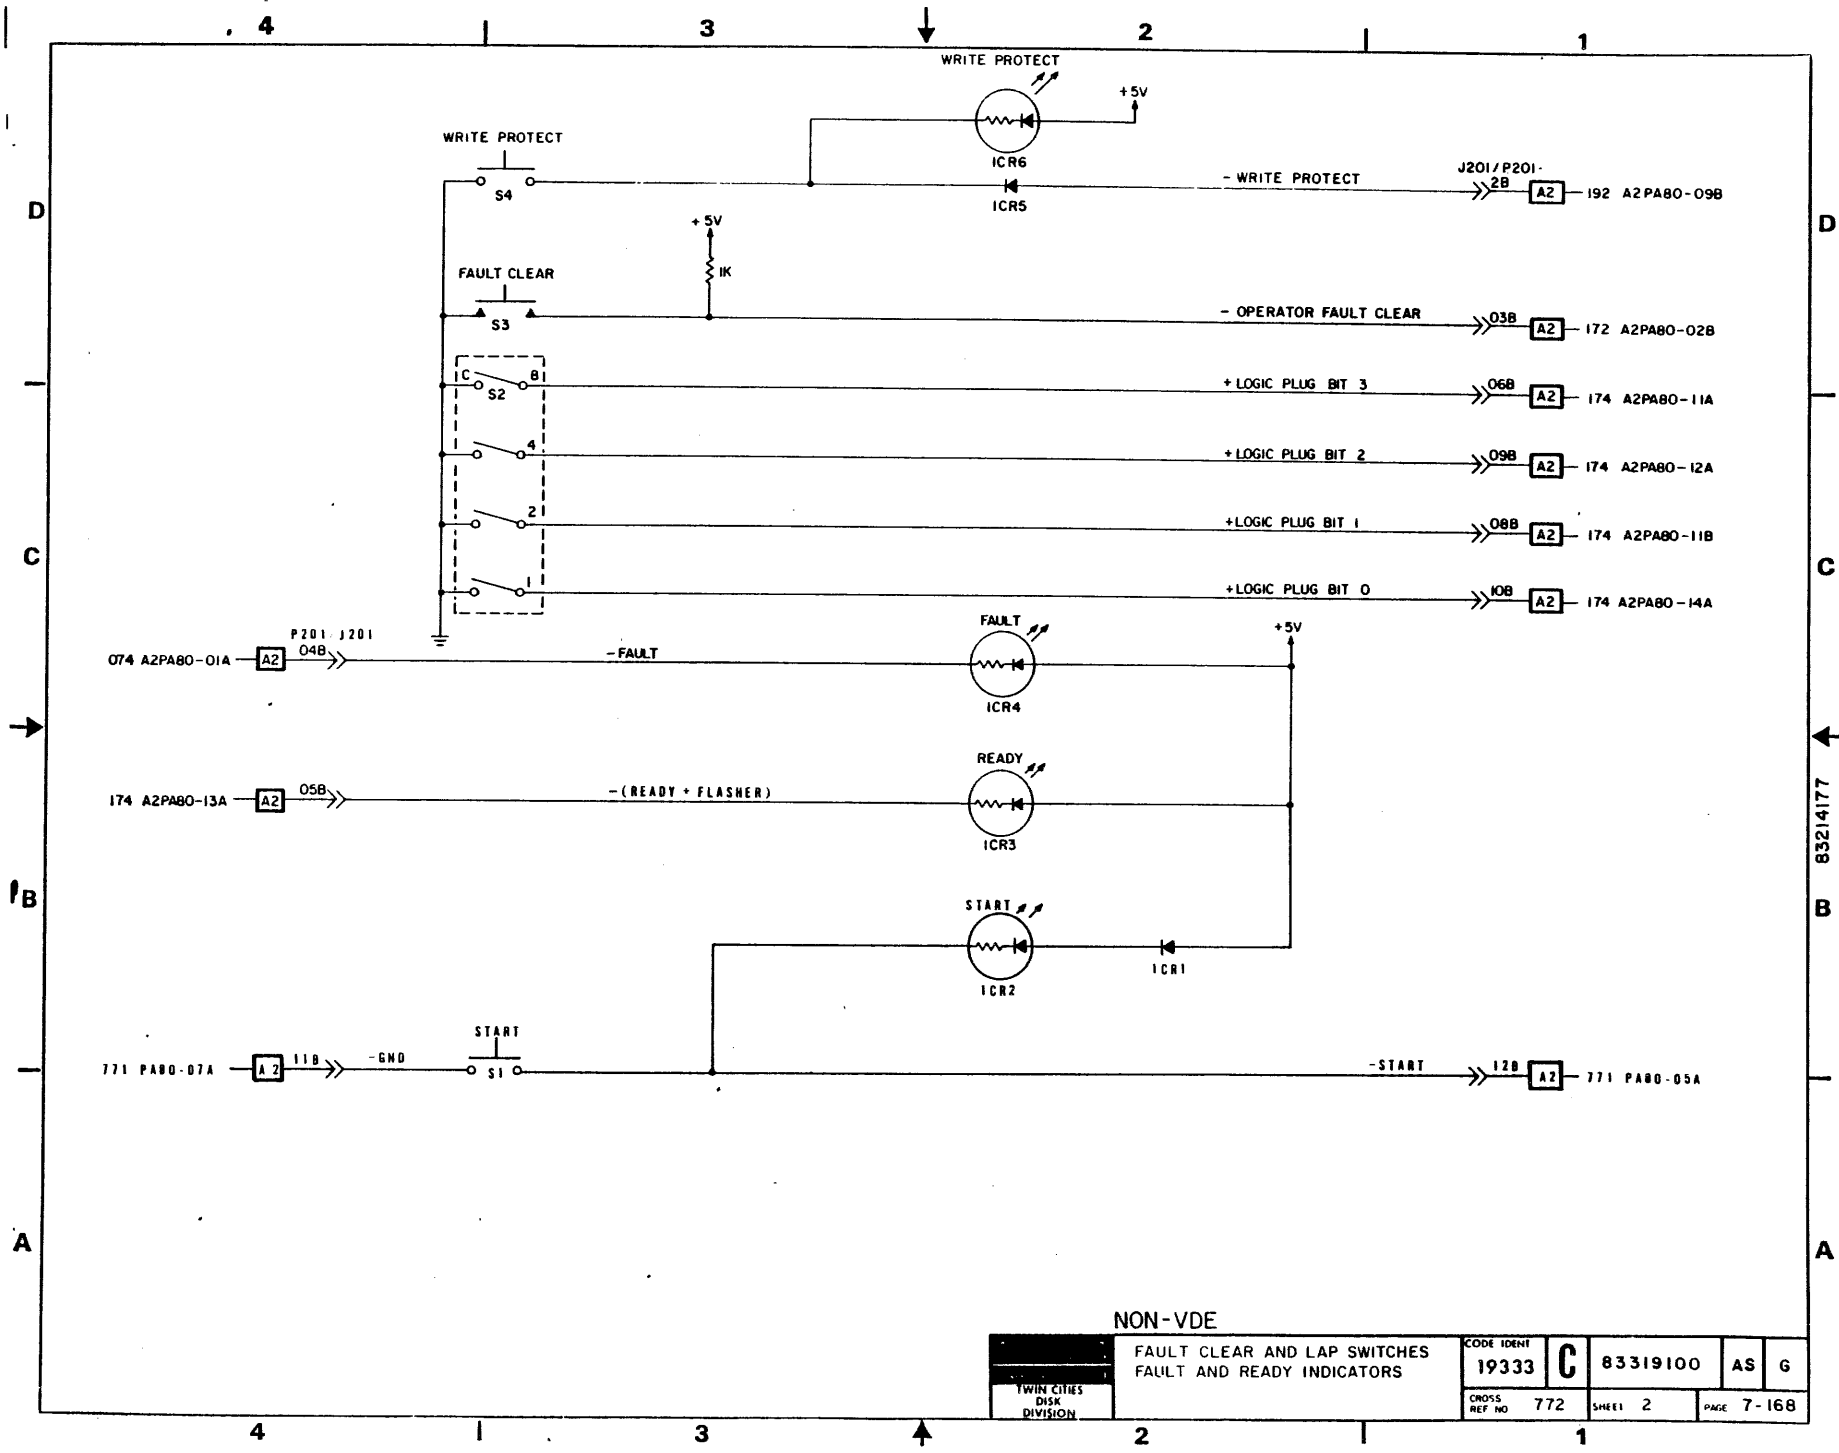 4 3 2 1
WRITE PROTECT
+5V
WRITE PROTECT
ICR6
S4
ICR5
- WRITE PROTECT
J201/P201-
2B A2 192 A2PA80-09B
D D
+5V
1K
FAULT CLEAR
S3
- OPERATOR FAULT CLEAR
03B A2 172 A2PA80-02B
C 8
S2
+ LOGIC PLUG BIT 3
06B A2 174 A2PA80-11A
4
+ LOGIC PLUG BIT 2
09B A2 174 A2PA80-12A
2
+LOGIC PLUG BIT 1
08B A2 174 A2PA80-11B
C C
1
+LOGIC PLUG BIT 0
10B A2 174 A2PA80-14A
FAULT
+5V
P201 J201
074 A2PA80-01A A2 04B
-FAULT
ICR4
READY
174 A2PA80-13A A2 05B
-(READY + FLASHER)
ICR3
83214177
B B
START
ICR2
ICR1
START
771 PA80-07A A2 11B
-GND
S1
-START
12B A2 771 PA80-05A
A A
NON-VDE
TWIN CITIES
DISK
DIVISION
FAULT CLEAR AND LAP SWITCHES
FAULT AND READY INDICATORS
CODE IDENT
19333
C
83319100
AS
G
CROSS
REF NO 772
SHEET 2
PAGE 7-168
4 3 2 1